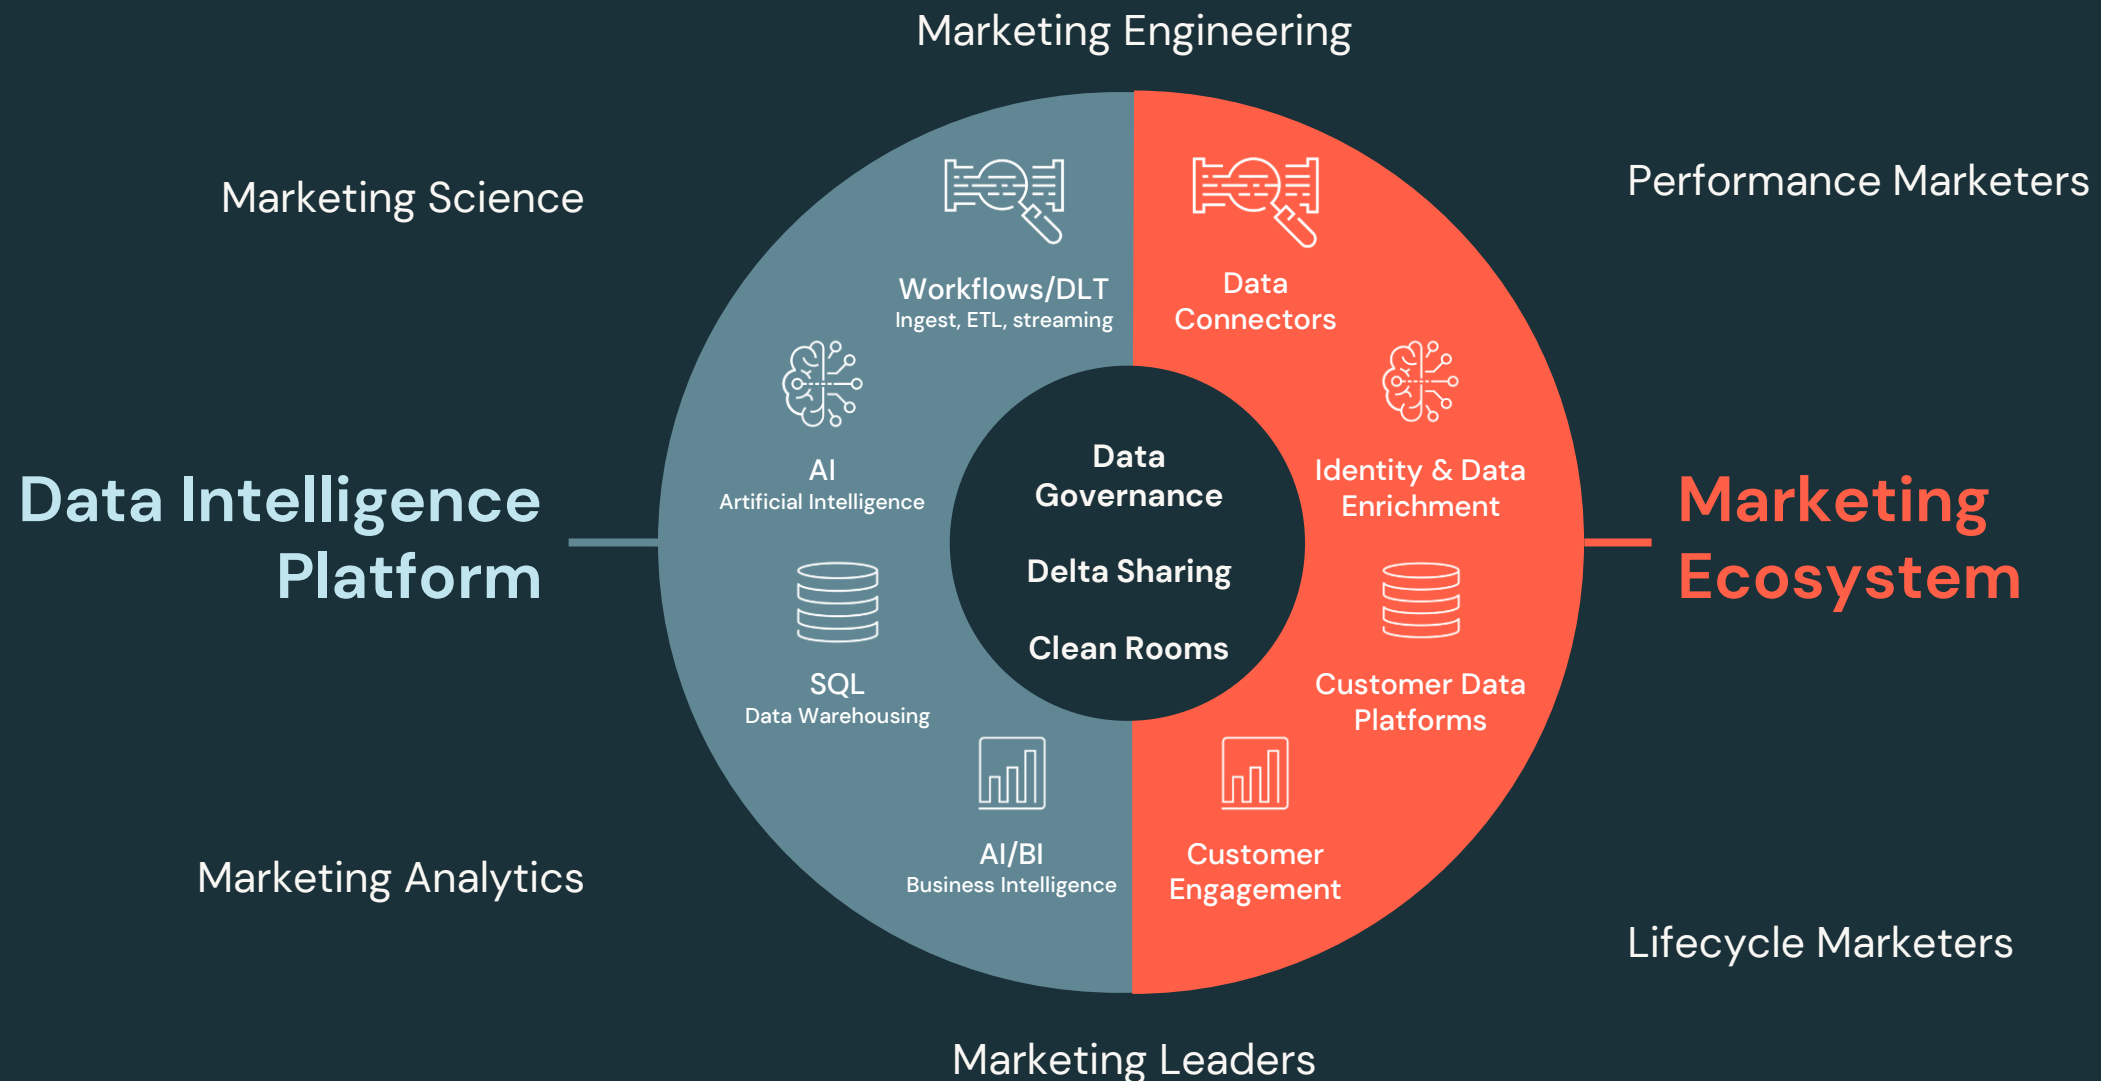 Marketing Engineering
Marketing Science
Performance Marketers
Workflows/DLT
Ingest, ETL, streaming
Data
Connectors
AI
Artificial Intelligence
Data
Governance
Delta Sharing
Clean Rooms
Identity & Data
Enrichment
Data Intelligence
Platform
Marketing
Ecosystem
SQL
Data Warehousing
Customer Data
Platforms
AI/BI
Business Intelligence
Customer
Engagement
Marketing Analytics
Lifecycle Marketers
Marketing Leaders